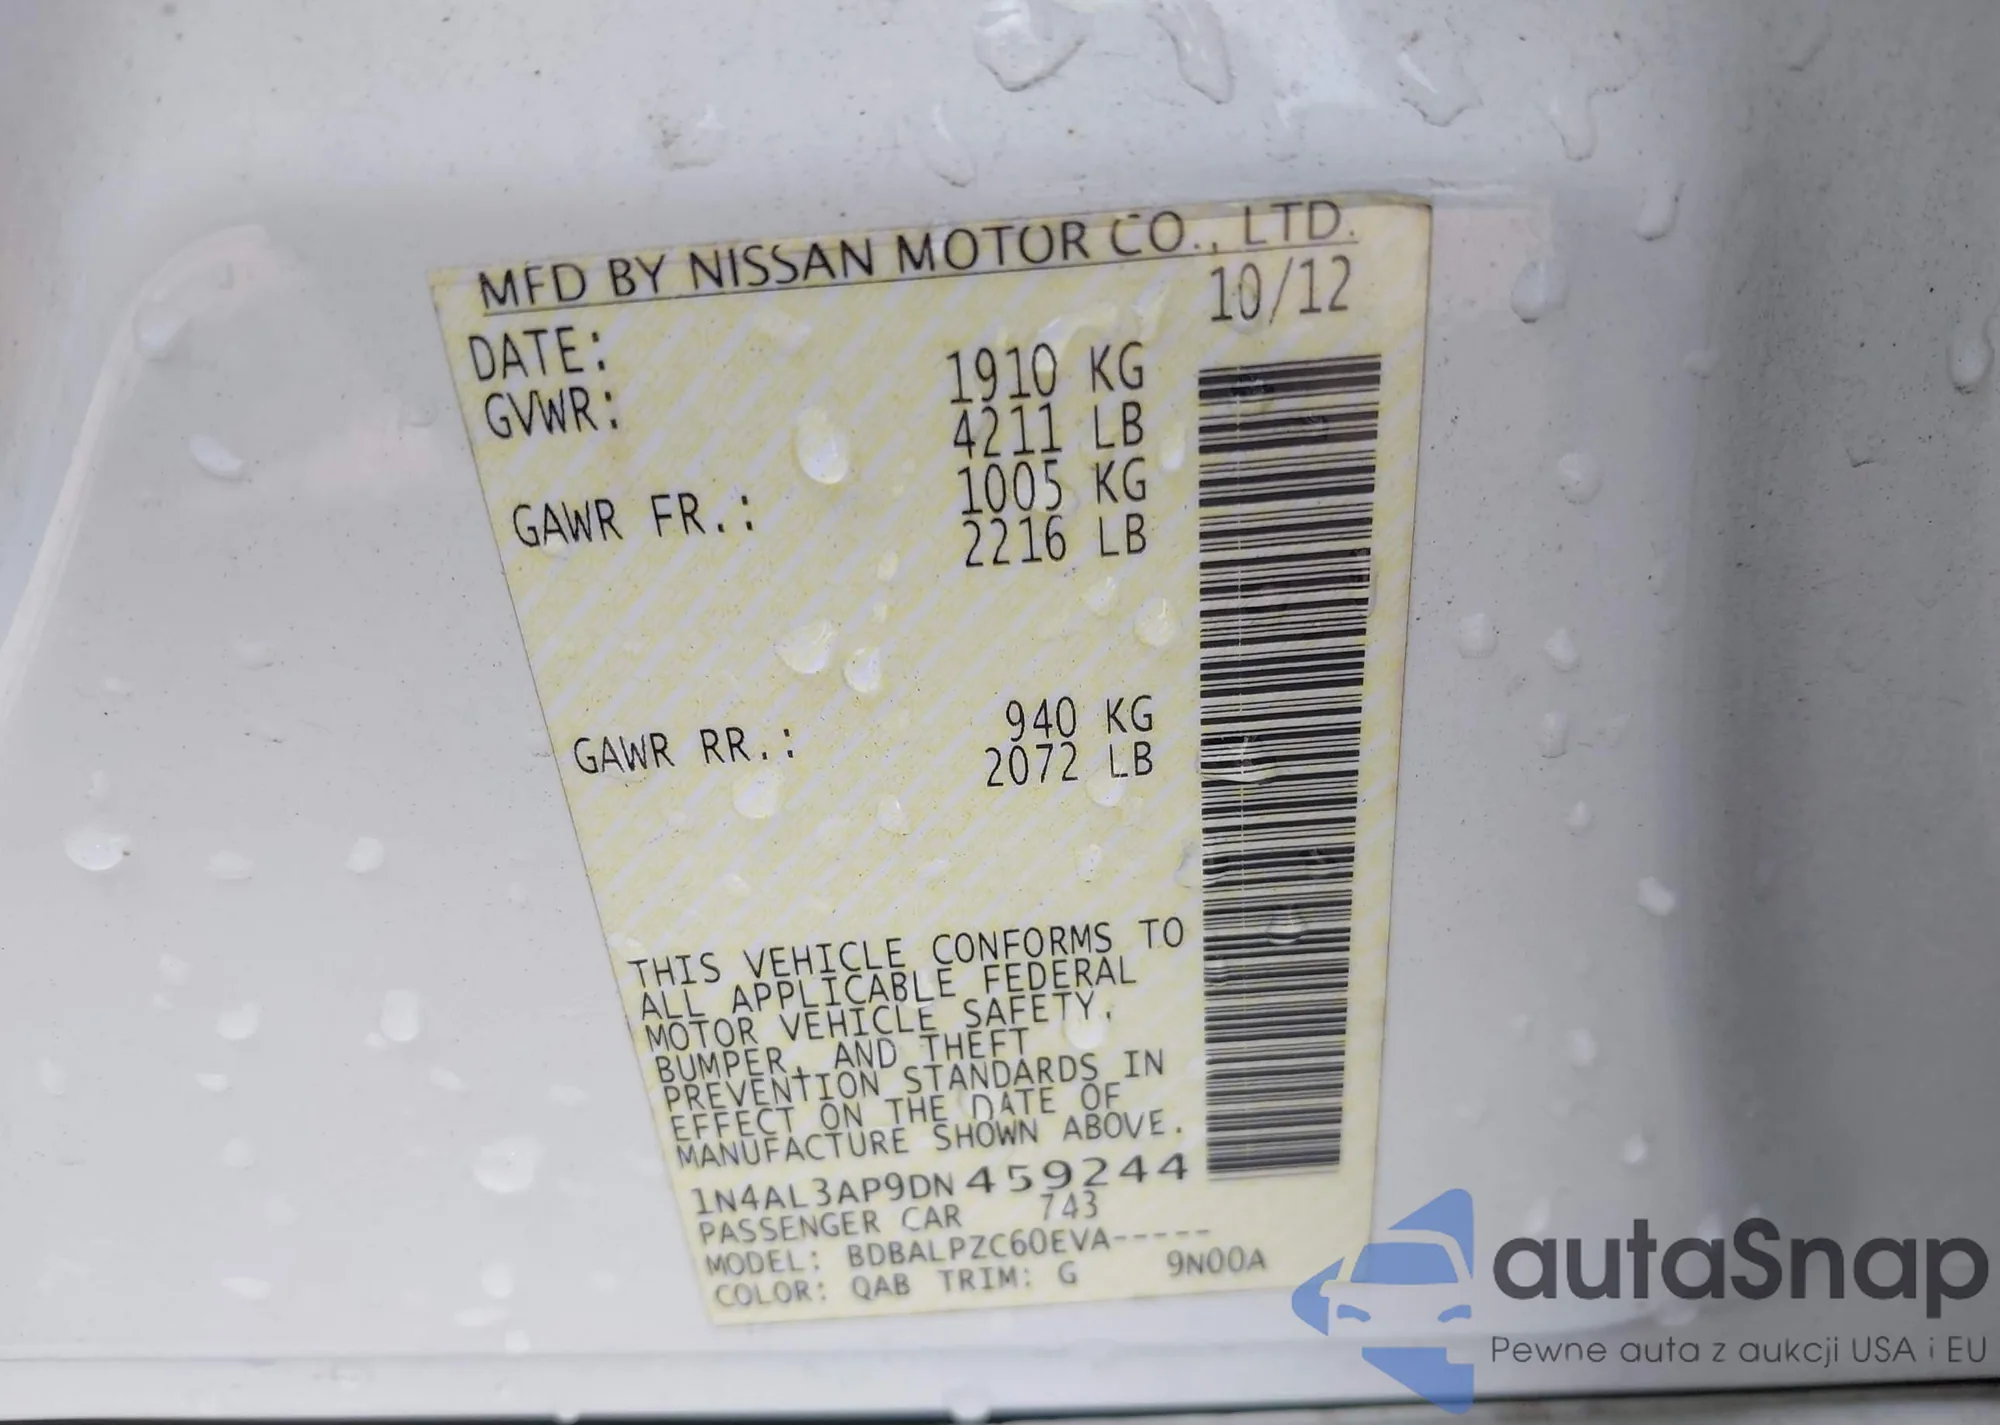 MFD BY NISSAN MOTOR CO., LTD.
DATE: 10/12
GVWR: 1910 KG
4211 LB
GAWR FR.: 1005 KG
2216 LB
GAWR RR.: 940 KG
2072 LB
THIS VEHICLE CONFORMS TO
ALL APPLICABLE FEDERAL
MOTOR VEHICLE SAFETY,
BUMPER, AND THEFT
PREVENTION STANDARDS IN
EFFECT ON THE DATE OF
MANUFACTURE SHOWN ABOVE.
1N4AL3AP9DN459244
PASSENGER CAR 743
MODEL: BDBALPZC60EVA-----
COLOR: QAB TRIM: G 9N00A
autaSnap
Pewne auta z aukcji USA i EU